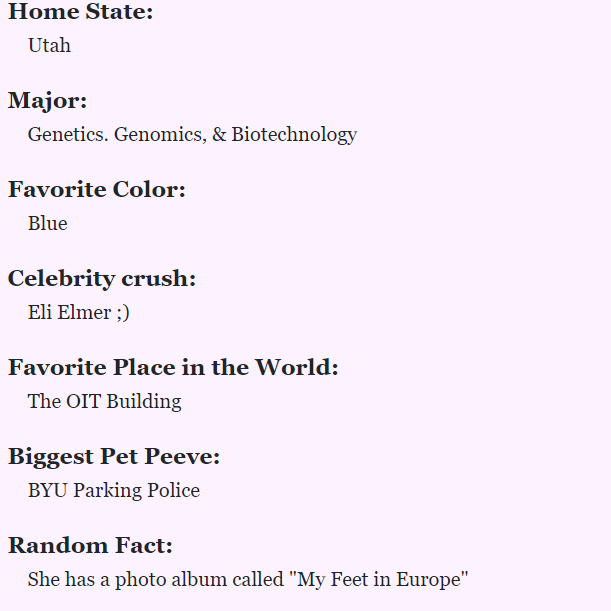 Home State:
Utah
Major:
Genetics. Genomics, & Biotechnology
Favorite Color:
Blue
Celebrity crush:
Eli Elmer ;)
Favorite Place in the World:
The OIT Building
Biggest Pet Peeve:
BYU Parking Police
Random Fact:
She has a photo album called "My Feet in Europe"